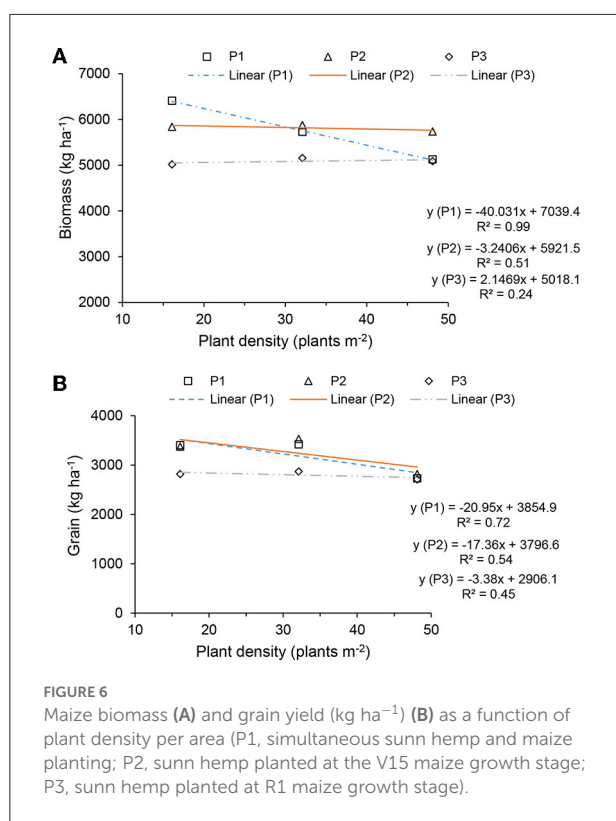 A
P1 P2 P3
Linear (P1) Linear (P2) Linear (P3)
7000
6000
5000
4000
3000
2000
Biomass (kg ha-1)
y (P1) = -40.031x + 7039.4
R² = 0.99
y (P2) = -3.2406x + 5921.5
R² = 0.51
y (P3) = 2.1469x + 5018.1
R² = 0.24
10 20 30 40 50
Plant density (plants m-2)
B
P1 P2 P3
Linear (P1) Linear (P2) Linear (P3)
4000
3000
2000
1000
0
Grain (kg ha-1)
y (P1) = -20.95x + 3854.9
R² = 0.72
y (P2) = -17.36x + 3796.6
R² = 0.54
y (P3) = -3.38x + 2906.1
R² = 0.45
10 20 30 40 50
Plant density (plants m-2)
FIGURE 6
Maize biomass (A) and grain yield (kg ha−1) (B) as a function of
plant density per area (P1, simultaneous sunn hemp and maize
planting; P2, sunn hemp planted at the V15 maize growth stage;
P3, sunn hemp planted at R1 maize growth stage).